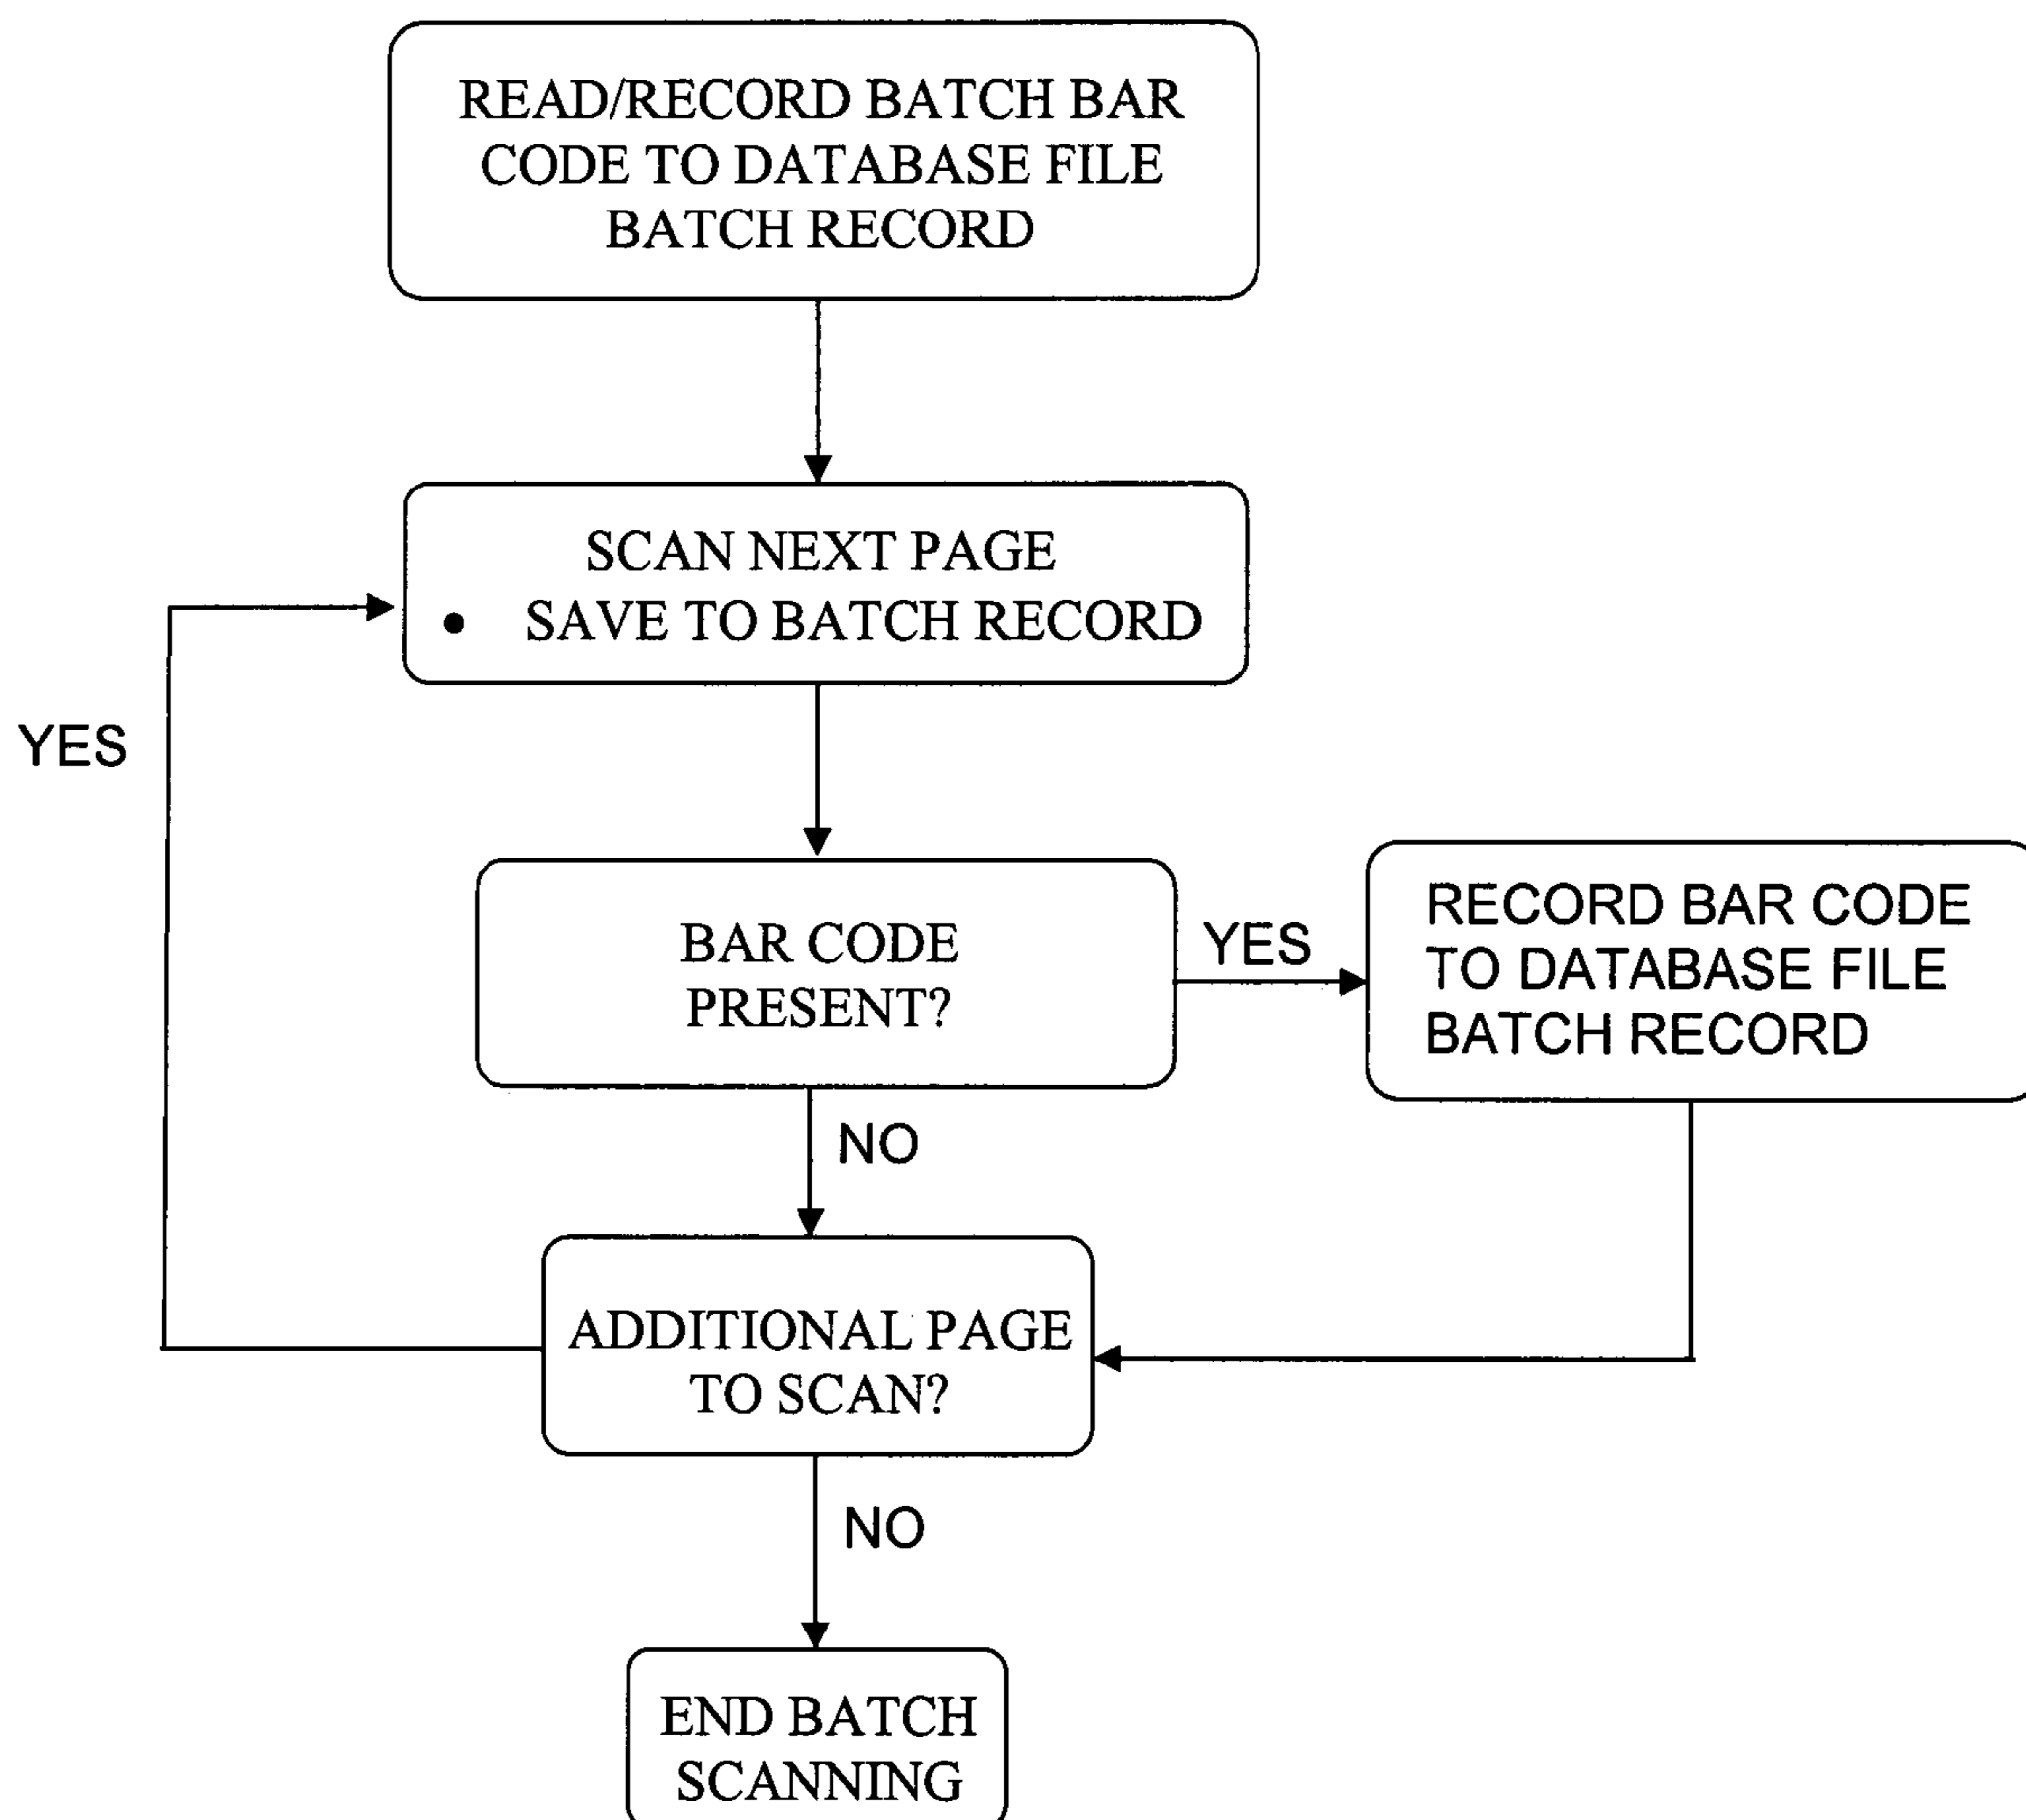 READ/RECORD BATCH BAR
CODE TO DATABASE FILE
BATCH RECORD
SCAN NEXT PAGE
• SAVE TO BATCH RECORD
YES
BAR CODE
PRESENT?
YES
RECORD BAR CODE
TO DATABASE FILE
BATCH RECORD
NO
ADDITIONAL PAGE
TO SCAN?
NO
END BATCH
SCANNING